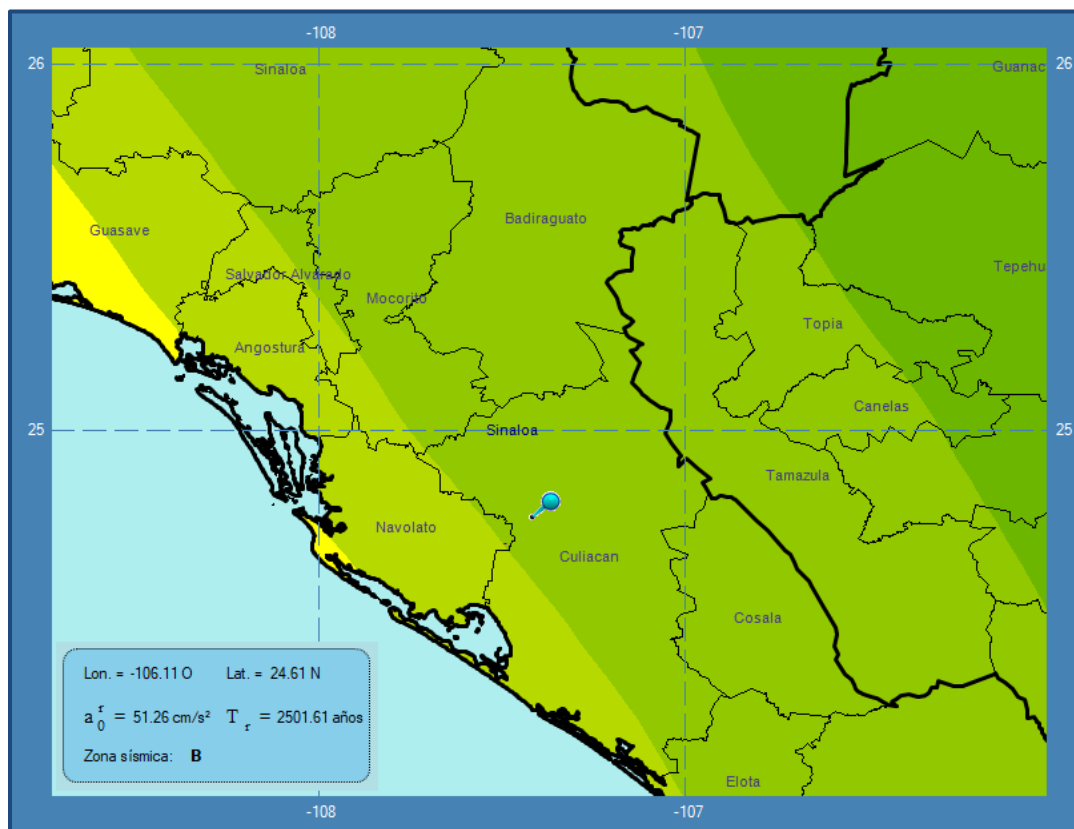 -108 -107
26 26
Sinaloa Guanac
Badiraguato
Guasave
Salvador Alvarado Tepehu
Mocorito
Topia
Angostura
Canelas
25 Sinaloa 25
Tamazula
Navolato
Culiacan
Cosala
Lon. = -106.11 O Lat. = 24.61 N
a r 0 = 51.26 cm/s² T r = 2501.61 años
Zona sísmica: B
Elota
-108 -107